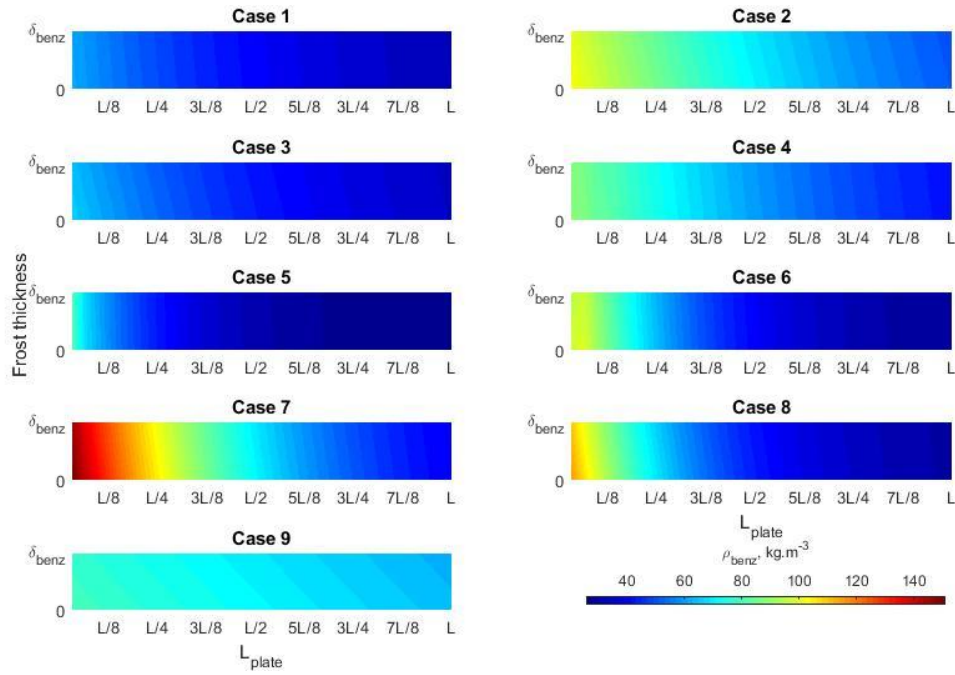 Case 1
δbenz
0
L/8 L/4 3L/8 L/2 5L/8 3L/4 7L/8 L
Case 2
δbenz
0
L/8 L/4 3L/8 L/2 5L/8 3L/4 7L/8 L
Case 3
δbenz
0
L/8 L/4 3L/8 L/2 5L/8 3L/4 7L/8 L
Case 4
δbenz
0
L/8 L/4 3L/8 L/2 5L/8 3L/4 7L/8 L
Frost thickness
Case 5
δbenz
0
L/8 L/4 3L/8 L/2 5L/8 3L/4 7L/8 L
Case 6
δbenz
0
L/8 L/4 3L/8 L/2 5L/8 3L/4 7L/8 L
Case 7
δbenz
0
L/8 L/4 3L/8 L/2 5L/8 3L/4 7L/8 L
Case 8
δbenz
0
L/8 L/4 3L/8 L/2 5L/8 3L/4 7L/8 L
Lplate
Case 9
δbenz
0
L/8 L/4 3L/8 L/2 5L/8 3L/4 7L/8 L
Lplate
ρbenz, kg.m-3
40 60 80 100 120 140